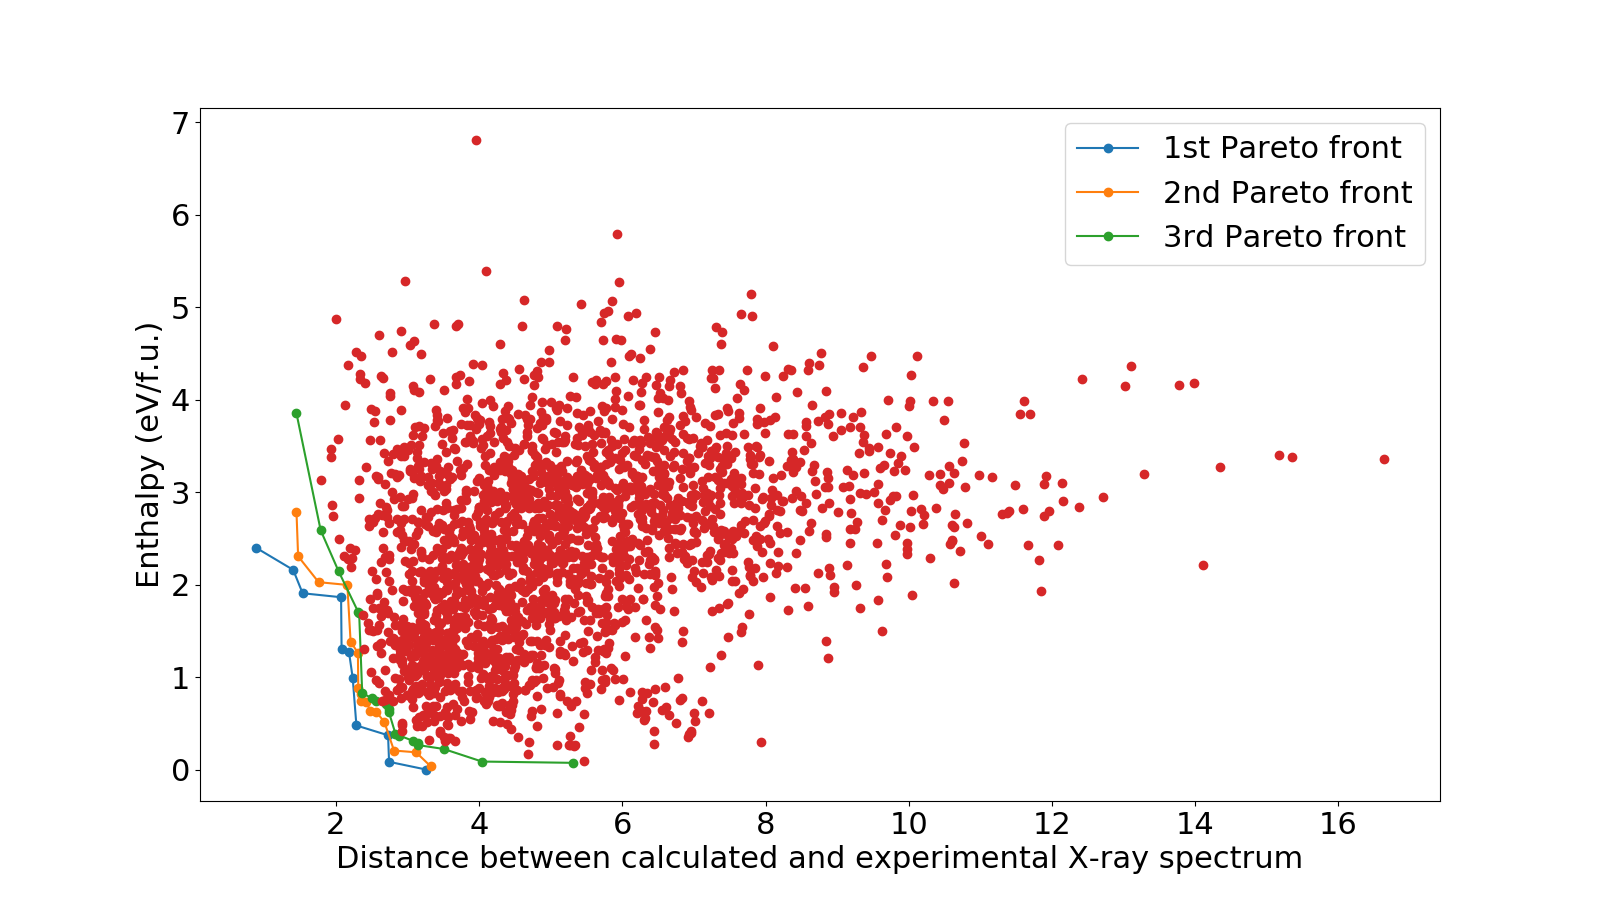 7
6
5
4
3
2
1
0
Enthalpy (eV/f.u.)
1st Pareto front
2nd Pareto front
3rd Pareto front
2 4 6 8 10 12 14 16
Distance between calculated and experimental X-ray spectrum